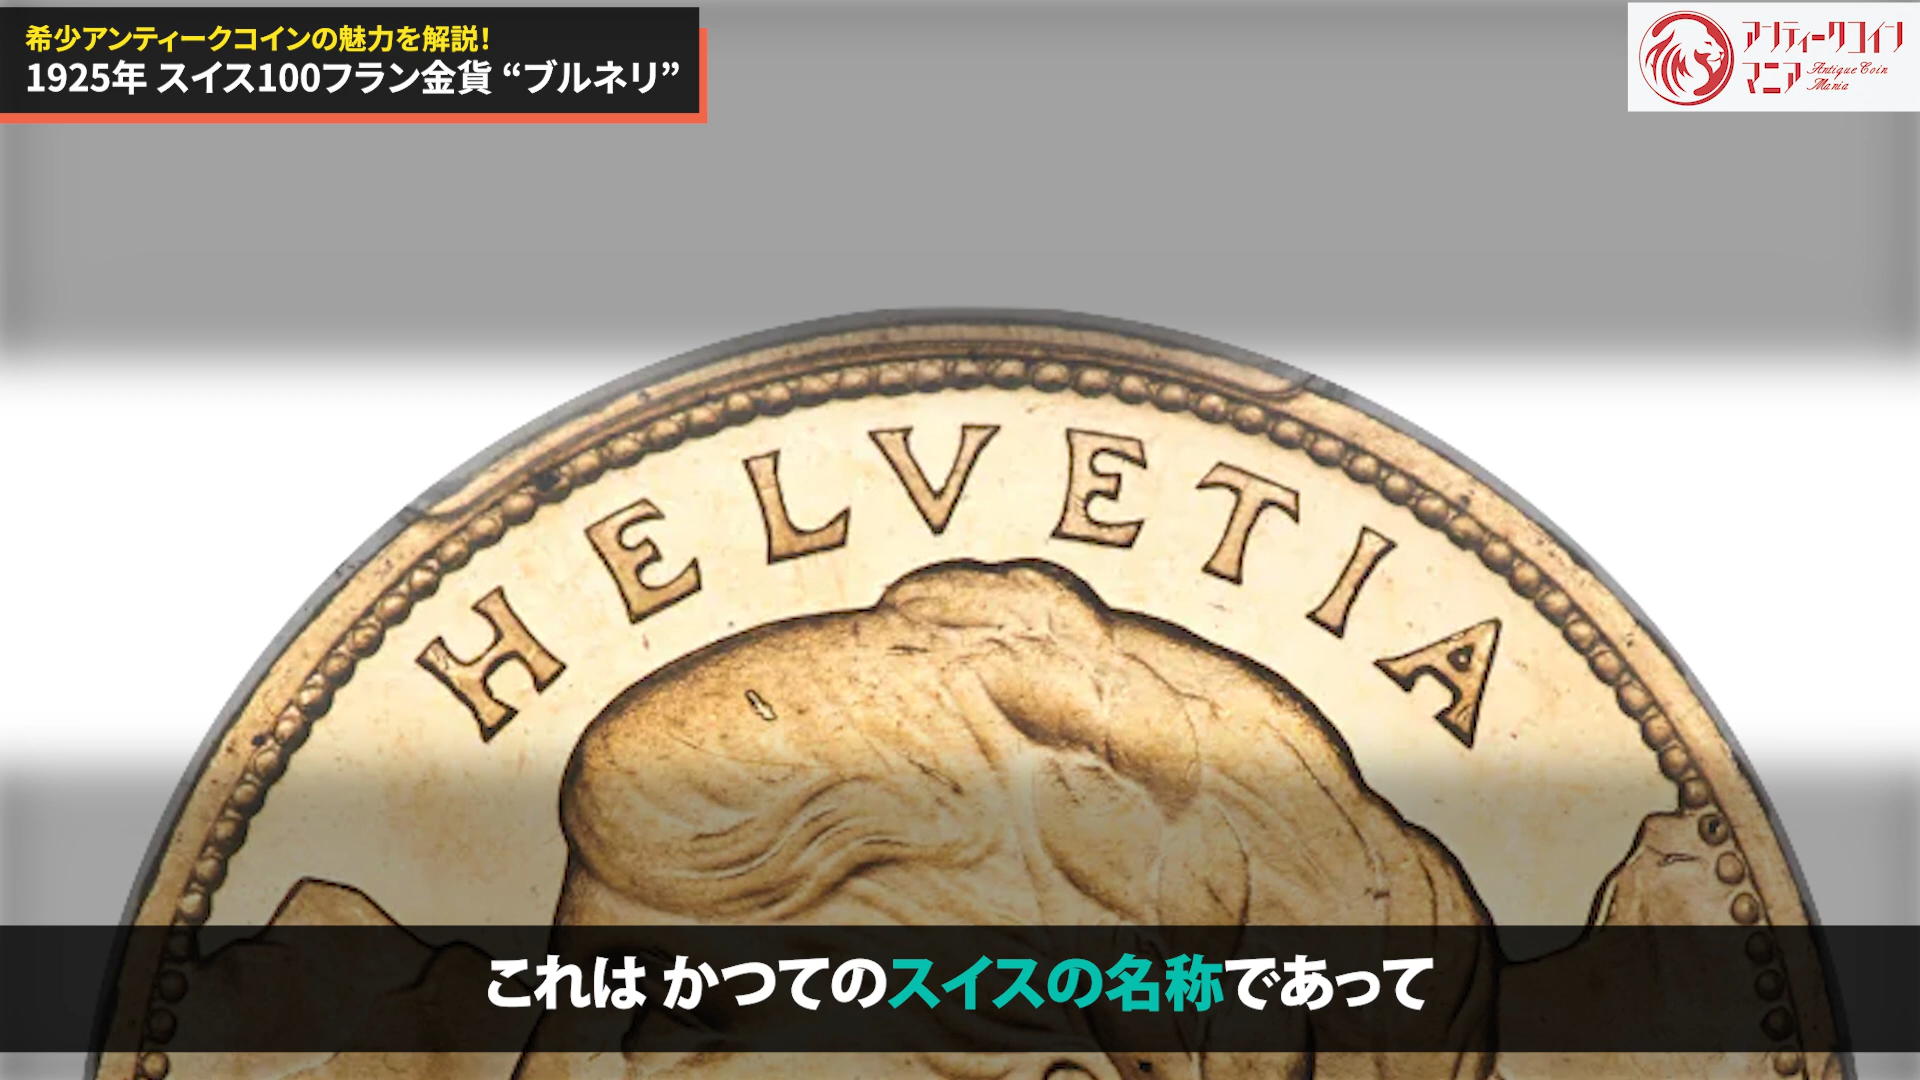 希少アンティークコインの魅力を解説!
1925年 スイス100フラン金貨 “ブルネリ”
アンティークコイン
マニア Antique Coin
Mania
HELVETIA
これは かつてのスイスの名称であって